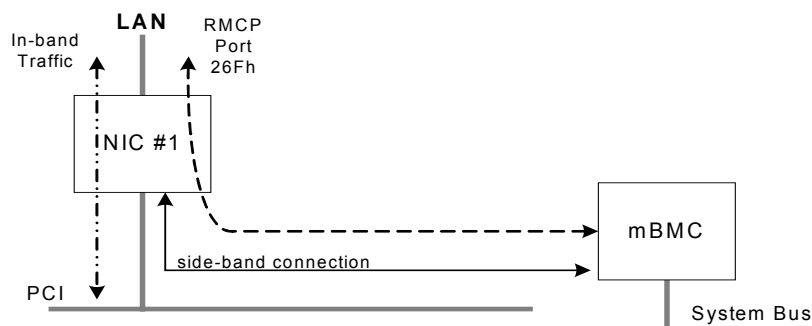 LAN
In-band
Traffic
RMCP
Port
26Fh
NIC #1
mBMC
side-band connection
PCI
System Bus